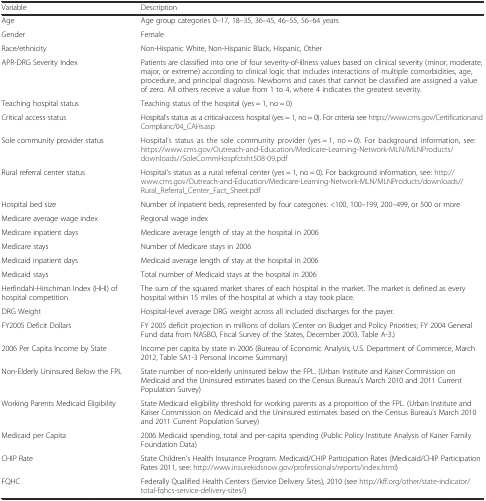 Variable Description
Age Age group categories 0–17, 18–35, 36–45, 46–55, 56–64 years
Gender Female
Race/ethnicity Non-Hispanic White, Non-Hispanic Black, Hispanic, Other
APR-DRG Severity Index Patients are classified into one of four severity-of-illness values based on clinical severity (minor, moderate,
major, or extreme) according to clinical logic that includes interactions of multiple comorbidities, age,
procedure, and principal diagnosis. Newborns and cases that cannot be classified are assigned a value
of zero. All others receive a value from 1 to 4, where 4 indicates the greatest severity.
Teaching hospital status Teaching status of the hospital (yes = 1, no = 0)
Critical access status Hospital's status as a critical-access hospital (yes = 1, no = 0). For criteria see https://www.cms.gov/Certificationand
Complianc/04_CAHs.asp
Sole community provider status Hospital's status as the sole community provider (yes = 1, no = 0). For background information, see:
https://www.cms.gov/Outreach-and-Education/Medicare-Learning-Network-MLN/MLNProducts/
downloads//SoleCommHospfctsht508-09.pdf
Rural referral center status Hospital's status as a rural referral center (yes = 1, no = 0). For background information, see: http://
www.cms.gov/Outreach-and-Education/Medicare-Learning-Network-MLN/MLNProducts/downloads//
Rural_Referral_Center_Fact_Sheet.pdf
Hospital bed size Number of inpatient beds, represented by four categories: <100, 100–199, 200–499, or 500 or more
Medicare average wage index Regional wage index
Medicare inpatient days Medicare average length of stay at the hospital in 2006
Medicare stays Number of Medicare stays in 2006
Medicaid inpatient days Medicaid average length of stay at the hospital in 2006
Medicaid stays Total number of Medicaid stays at the hospital in 2006
Herfindahl-Hirschman Index (HHI) of The sum of the squared market shares of each hospital in the market. The market is defined as every
hospital competition hospital within 15 miles of the hospital at which a stay took place.
DRG Weight Hospital-level average DRG weight across all included discharges for the payer.
FY2005 Deficit Dollars FY 2005 deficit projection in millions of dollars (Center on Budget and Policy Priorities; FY 2004 General
Fund data from NASBO, Fiscal Survey of the States, December 2003, Table A-3.)
2006 Per Capita Income by State Income per capita by state in 2006 (Bureau of Economic Analysis, U.S. Department of Commerce, March
2012, Table SA1-3 Personal Income Summary)
Non-Elderly Uninsured Below the FPL State number of non-elderly uninsured below the FPL. (Urban Institute and Kaiser Commission on
Medicaid and the Uninsured estimates based on the Census Bureau's March 2010 and 2011 Current
Population Survey)
Working Parents Medicaid Eligibility State Medicaid eligibility threshold for working parents as a proportion of the FPL. (Urban Institute and
Kaiser Commission on Medicaid and the Uninsured estimates based on the Census Bureau's March 2010
and 2011 Current Population Survey)
Medicaid per Capita 2006 Medicaid spending, total and per-capita spending (Public Policy Institute Analysis of Kaiser Family
Foundation Data)
CHIP Rate State Children's Health Insurance Program. Medicaid/CHIP Participation Rates (Medicaid/CHIP Participation
Rates 2011, see: http://www.insurekidsnow.gov/professionals/reports/index.html)
FQHC Federally Qualified Health Centers (Service Delivery Sites), 2010 (see http://kff.org/other/state-indicator/
total-fqhcs-service-delivery-sites/)